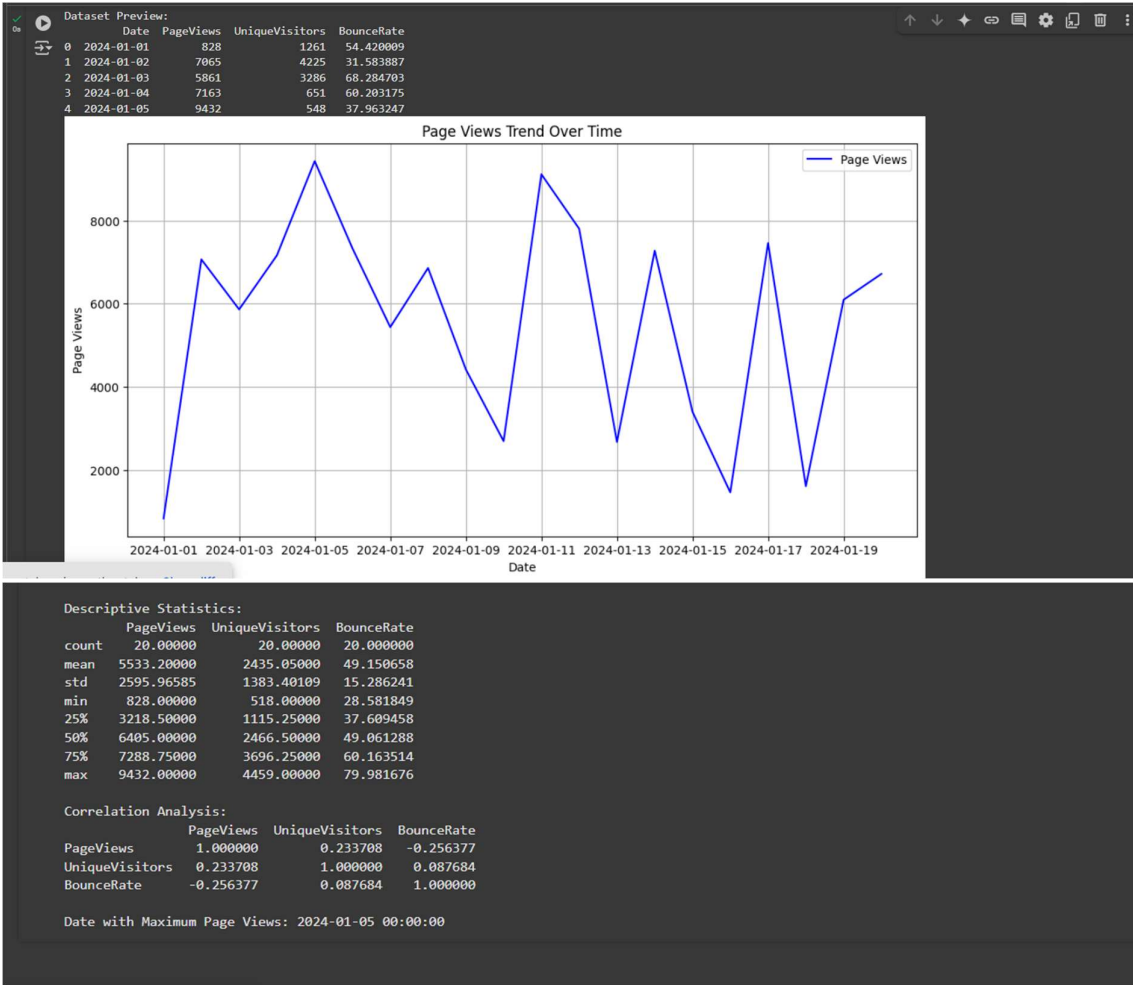 Dataset Preview:
Date PageViews UniqueVisitors BounceRate
0s
0 2024-01-01 828 1261 54.420009
1 2024-01-02 7065 4225 31.583887
2 2024-01-03 5861 3286 68.284703
3 2024-01-04 7163 651 60.203175
4 2024-01-05 9432 548 37.963247
Page Views Trend Over Time
Page Views
8000
6000
4000
2000
Page Views
2024-01-01 2024-01-03 2024-01-05 2024-01-07 2024-01-09 2024-01-11 2024-01-13 2024-01-15 2024-01-17 2024-01-19
Date
Descriptive Statistics:
PageViews UniqueVisitors BounceRate
count 20.00000 20.00000 20.000000
mean 5533.20000 2435.05000 49.150658
std 2595.96585 1383.40109 15.286241
min 828.00000 518.00000 28.581849
25% 3218.50000 1115.25000 37.609458
50% 6405.00000 2466.50000 49.061288
75% 7288.75000 3696.25000 60.163514
max 9432.00000 4459.00000 79.981676
Correlation Analysis:
PageViews UniqueVisitors BounceRate
PageViews 1.000000 0.233708 -0.256377
UniqueVisitors 0.233708 1.000000 0.087684
BounceRate -0.256377 0.087684 1.000000
Date with Maximum Page Views: 2024-01-05 00:00:00